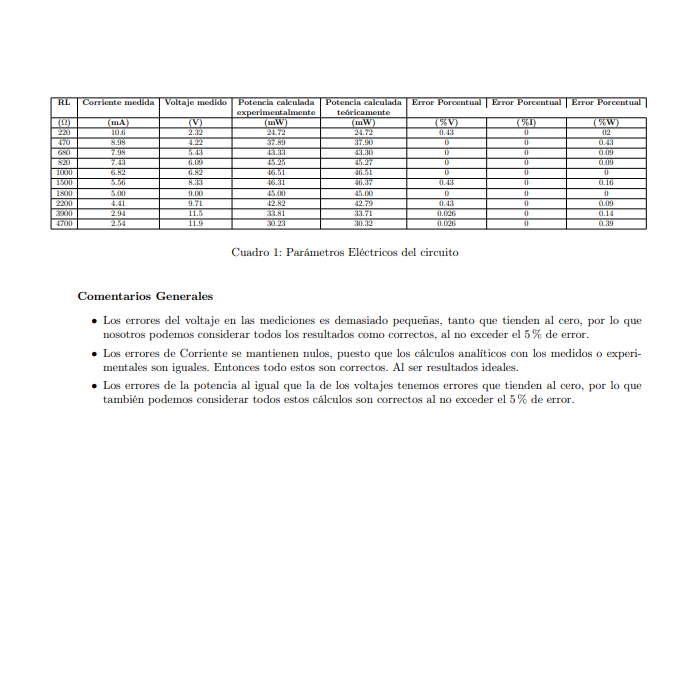 RL Corriente medida Voltaje medido Potencia calculada Potencia calculada Error Porcentual Error Porcentual Error Porcentual
experimentalmente teòricamente
(Ω) (mA) (V) (mW) (mW) ( %V) ( %I) ( %W)
220 10.6 2.32 24.72 24.72 0.43 0 02
470 8.98 4.22 37.89 37.90 0 0 0.43
680 7.98 5.43 43.33 43.30 0 0 0.09
820 7.43 6.09 45.25 45.27 0 0 0.09
1000 6.82 6.82 46.51 46.51 0 0 0
1500 5.56 8.33 46.31 46.37 0.43 0 0.16
1800 5.00 9.00 45.00 45.00 0 0 0
2200 4.41 9.71 42.82 42.79 0.43 0 0.09
3900 2.94 11.5 33.81 33.71 0.026 0 0.14
4700 2.54 11.9 30.23 30.32 0.026 0 0.39
Cuadro 1: Parámetros Eléctricos del circuito
Comentarios Generales
• Los errores del voltaje en las mediciones es demasiado pequeñas, tanto que tienden al cero, por lo que
nosotros podemos considerar todos los resultados como correctos, al no exceder el 5 % de error.
• Los errores de Corriente se mantienen nulos, puesto que los cálculos analíticos con los medidos o experi-
mentales son iguales. Entonces todo estos son correctos. Al ser resultados ideales.
• Los errores de la potencia al igual que la de los voltajes tenemos errores que tienden al cero, por lo que
también podemos considerar todos estos cálculos son correctos al no exceder el 5 % de error.